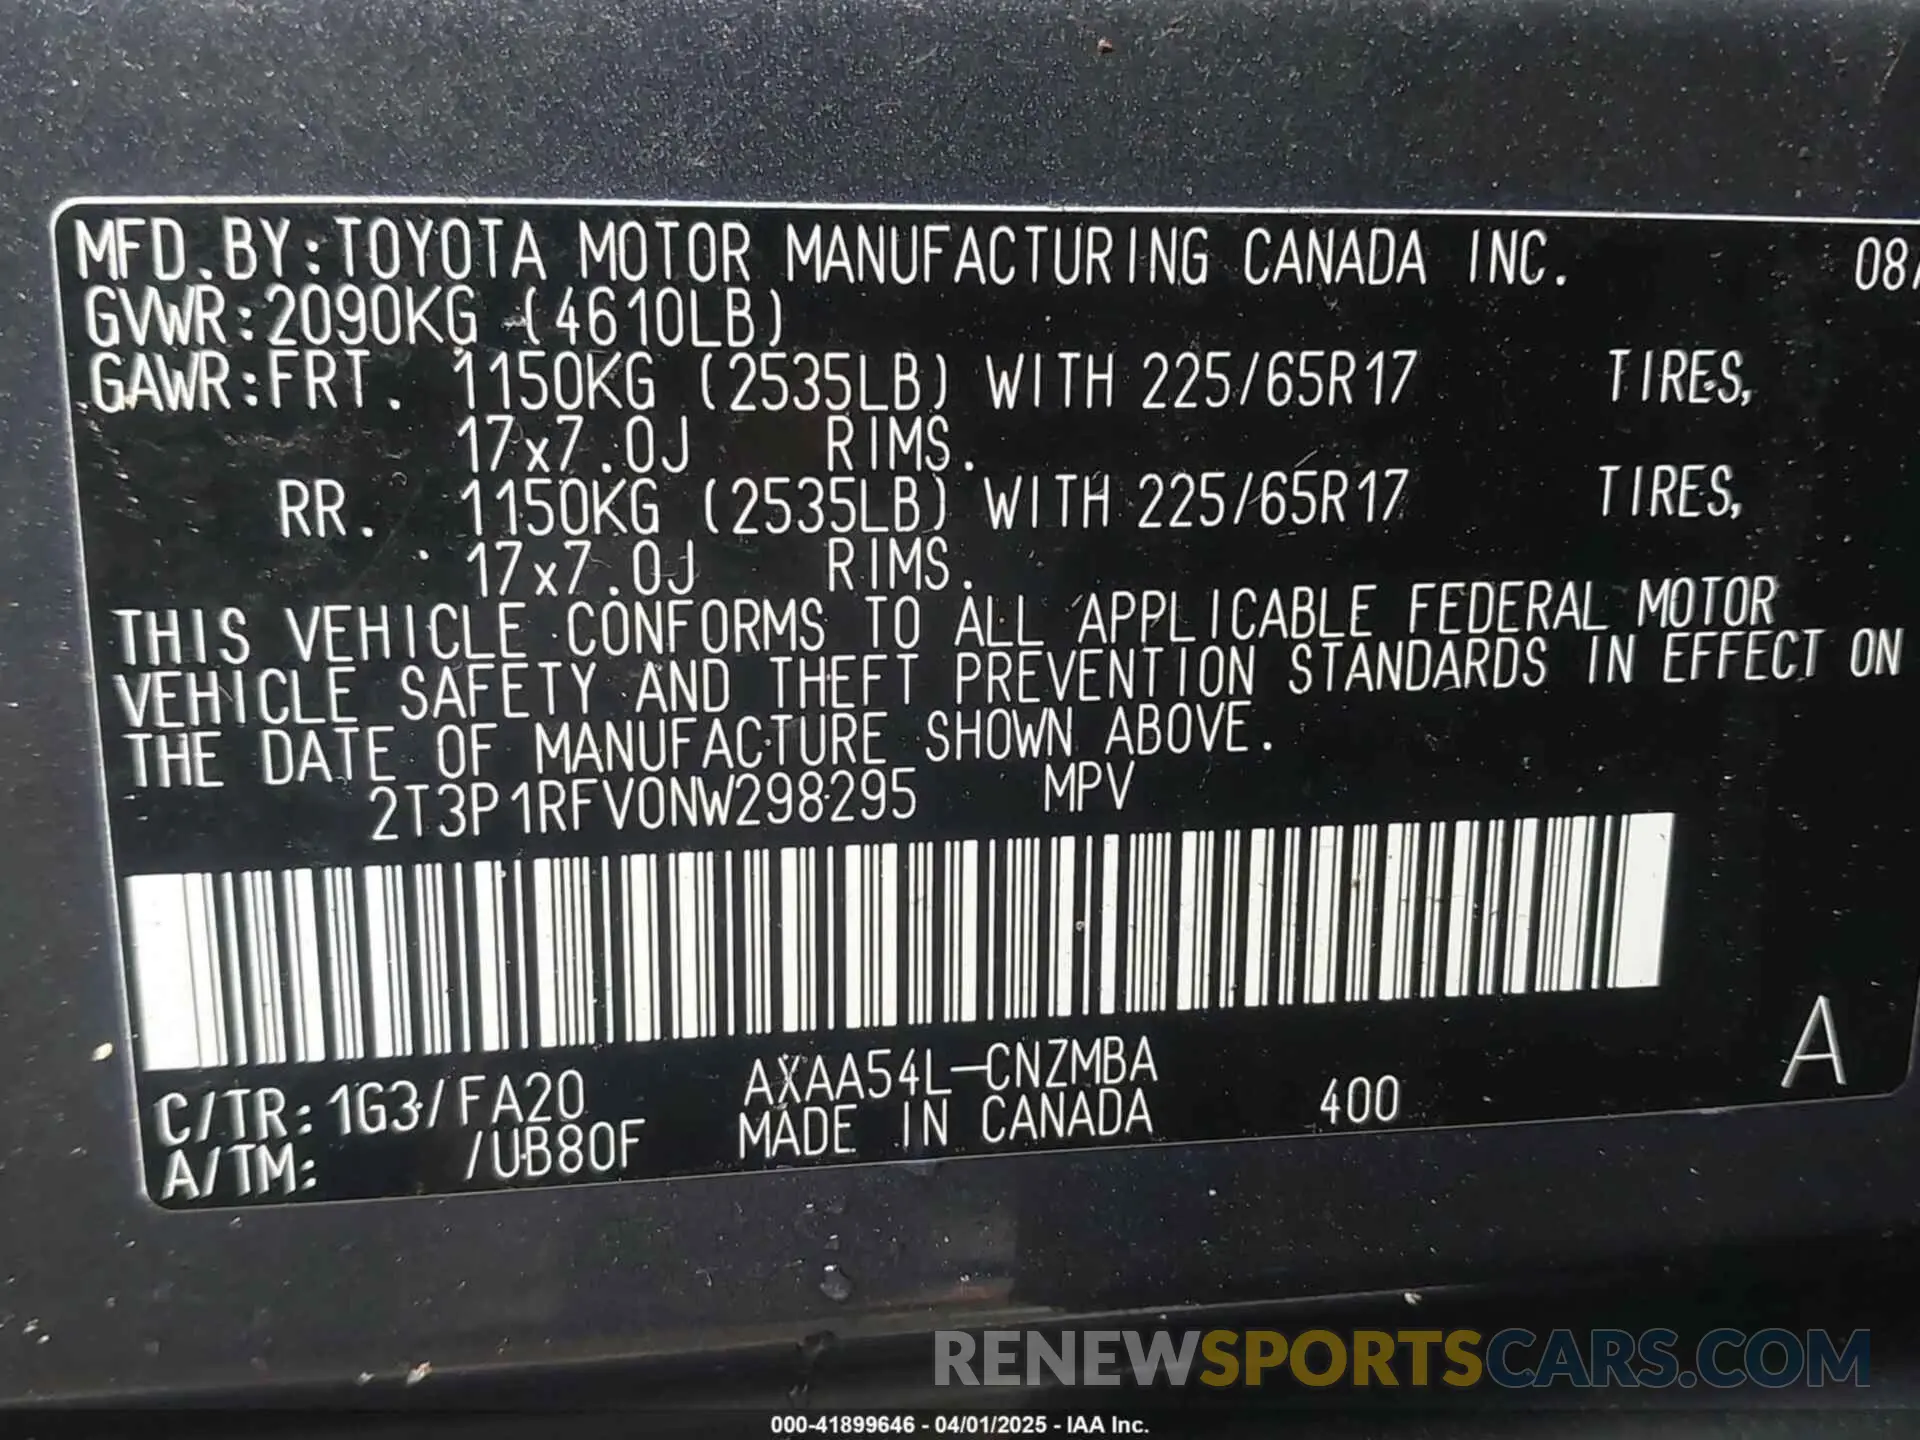 MFD.BY:TOYOTA MOTOR MANUFACTURING CANADA INC. 08/
GVWR:2090KG (4610LB)
GAWR:FRT. 1150KG (2535LB) WITH 225/65R17 TIRES,
17x7.0J RIMS.
RR. 1150KG (2535LB) WITH 225/65R17 TIRES,
17x7.0J RIMS.
THIS VEHICLE CONFORMS TO ALL APPLICABLE FEDERAL MOTOR
VEHICLE SAFETY AND THEFT PREVENTION STANDARDS IN EFFECT ON
THE DATE OF MANUFACTURE SHOWN ABOVE.
2T3P1RFV0NW298295 MPV
C/TR:1G3/FA20 AXAA54L-CNZMBA A
A/TM: /UB80F MADE IN CANADA 400
RENEWSPORTSCARS.COM
000-41899646 - 04/01/2025 - IAA Inc.